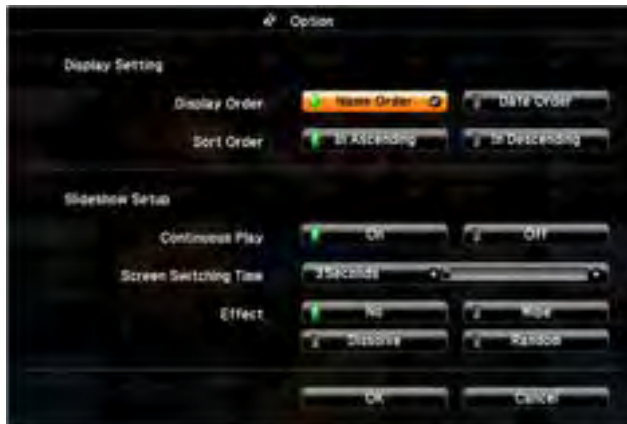 Option
Display Setting
Display Order Name Order Date Order
Sort Order In Ascending In Descending
Slideshow Setup
Continuous Play On Off
Screen Switching Time 3Seconds
Effect No Wipe
Dissolve Random
OK Cancel